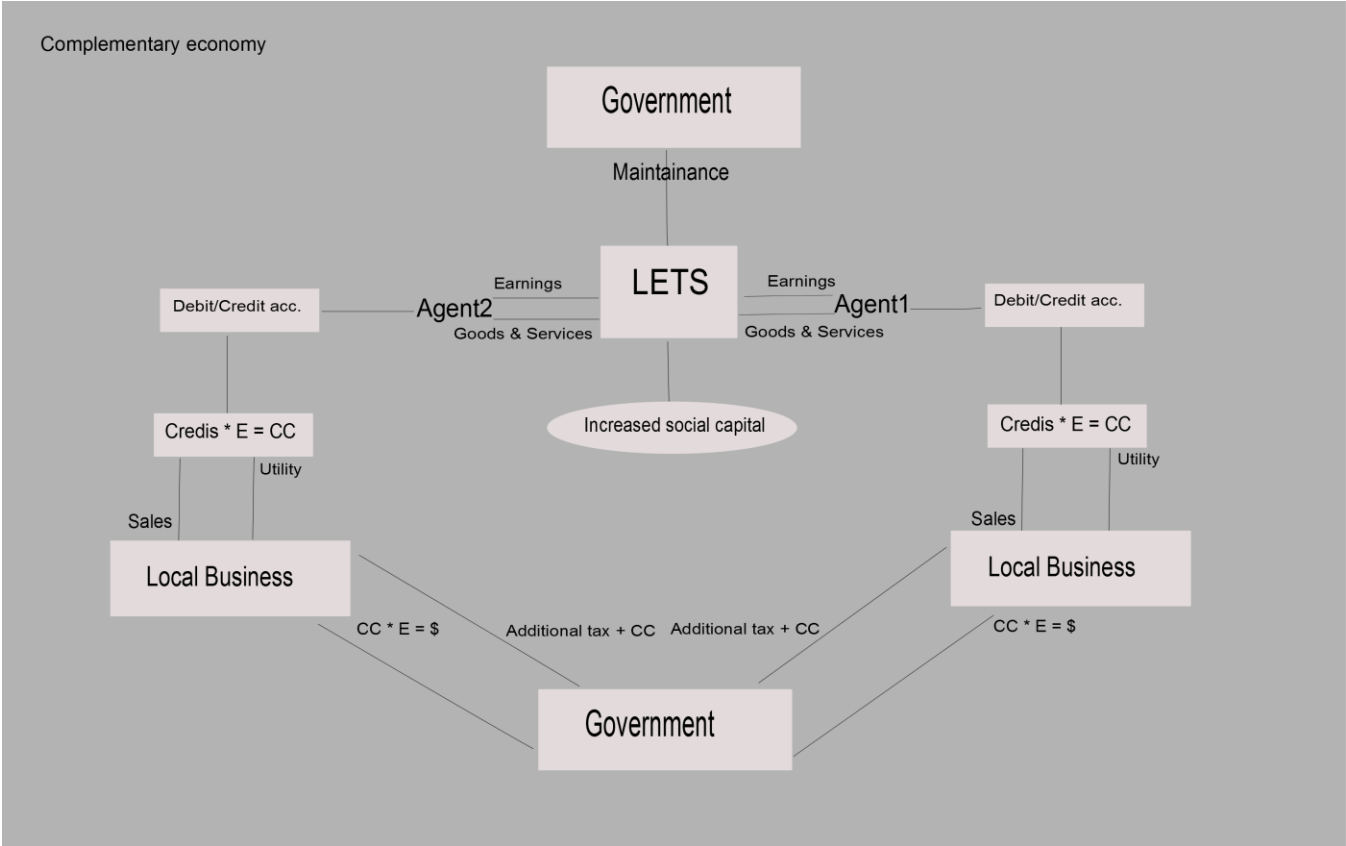 Complementary economy
Government
Maintainance
LETS
Earnings
Earnings
Agent2
Agent1
Goods & Services
Goods & Services
Debit/Credit acc.
Debit/Credit acc.
Increased social capital
Credis * E = CC
Credis * E = CC
Utility
Utility
Sales
Sales
Local Business
Local Business
CC * E = $
Additional tax + CC
Additional tax + CC
CC * E = $
Government